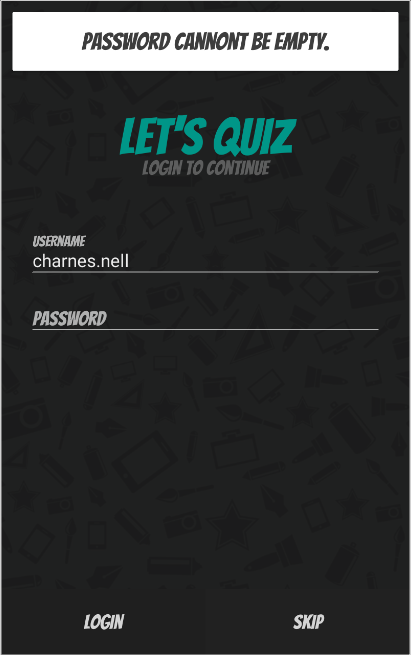 PASSWORD CANNONT BE EMPTY.
LET'S QUIZ
LOGIN TO CONTINUE
USERNAME
charnes.nell
PASSWORD
LOGIN SKIP